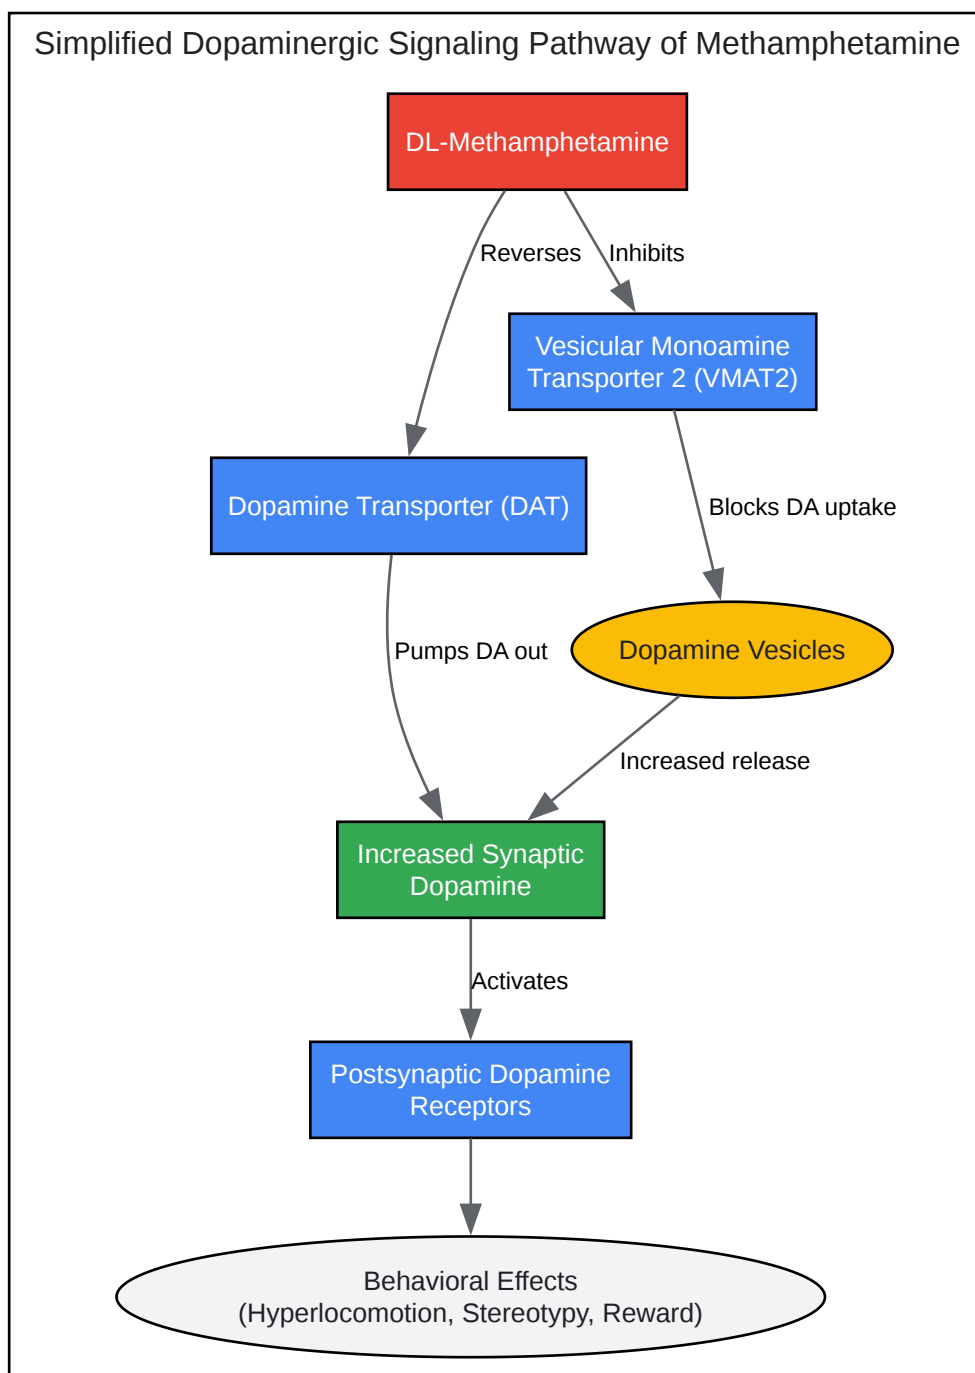 Simplified Dopaminergic Signaling Pathway of Methamphetamine
DL-Methamphetamine
Reverses
Inhibits
Vesicular Monoamine
Transporter 2 (VMAT2)
Dopamine Transporter (DAT)
Blocks DA uptake
Pumps DA out
Dopamine Vesicles
Increased release
Increased Synaptic
Dopamine
Activates
Postsynaptic Dopamine
Receptors
Behavioral Effects
(Hyperlocomotion, Stereotypy, Reward)